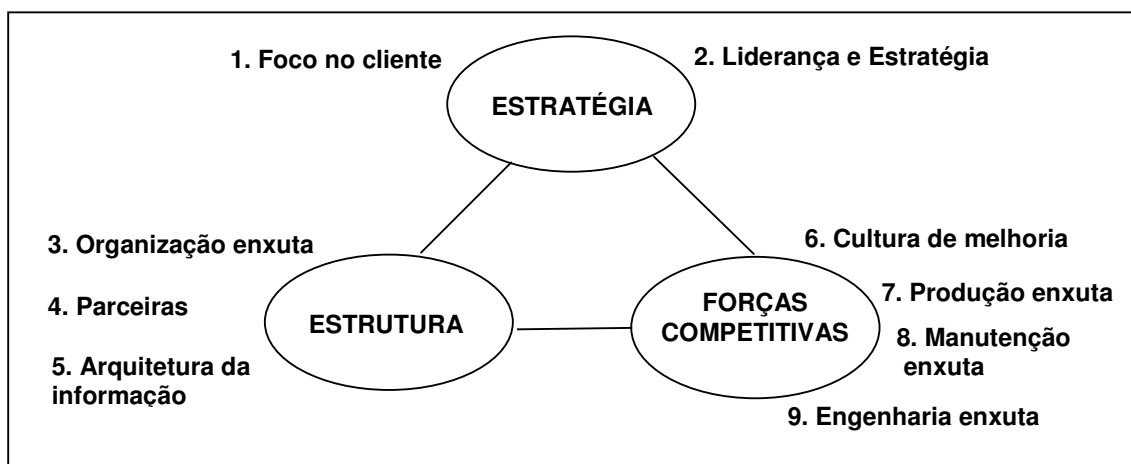 1. Foco no cliente
2. Liderança e Estratégia
ESTRATÉGIA
3. Organização enxuta
4. Parceiras
5. Arquitetura da
informação
ESTRUTURA
6. Cultura de melhoria
FORÇAS
COMPETITIVAS
7. Produção enxuta
8. Manutenção
enxuta
9. Engenharia enxuta